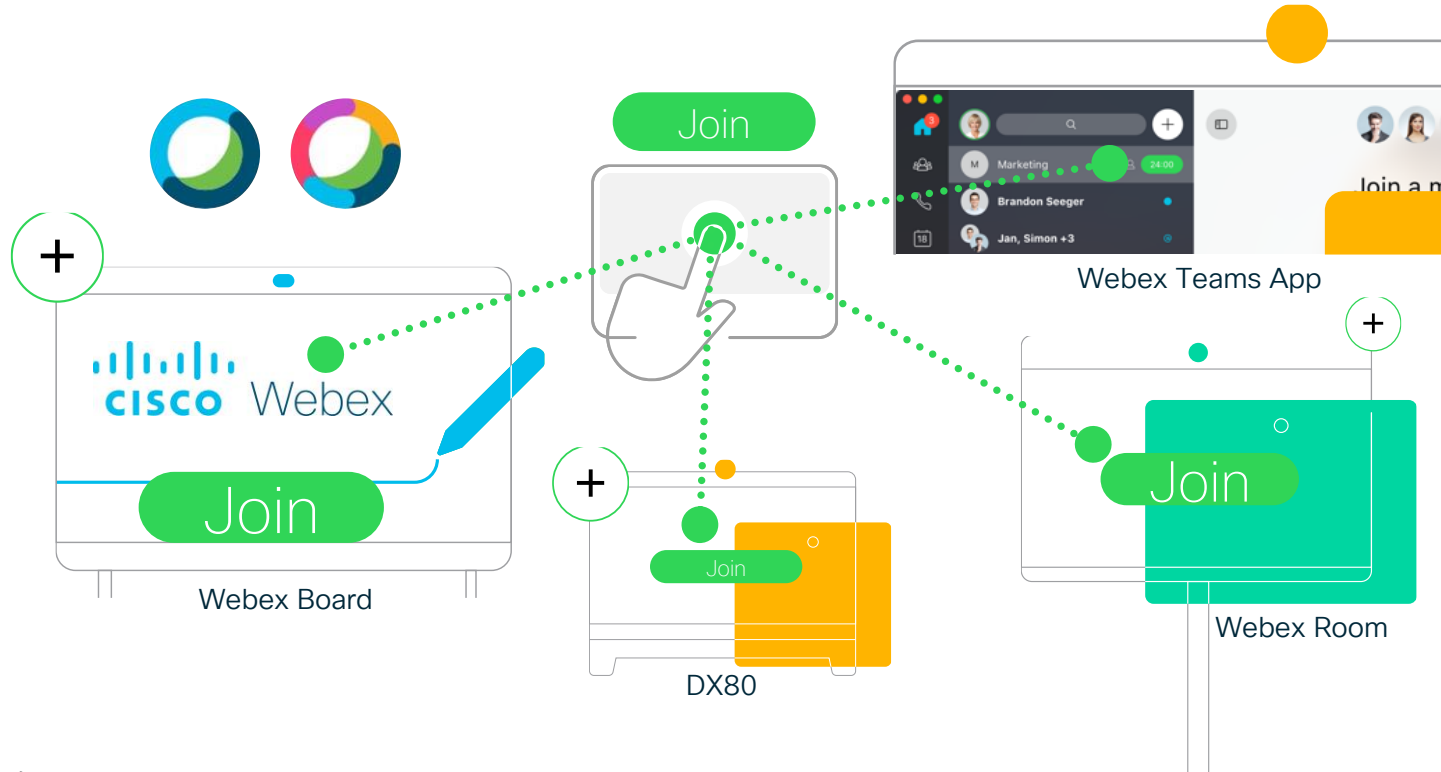 Join
3
M
Marketing
24:00
Join a m
Brandon Seeger
18
Jan, Simon +3
Webex Teams App
CISCO Webex
Join
Webex Board
Join
DX80
Join
Webex Room